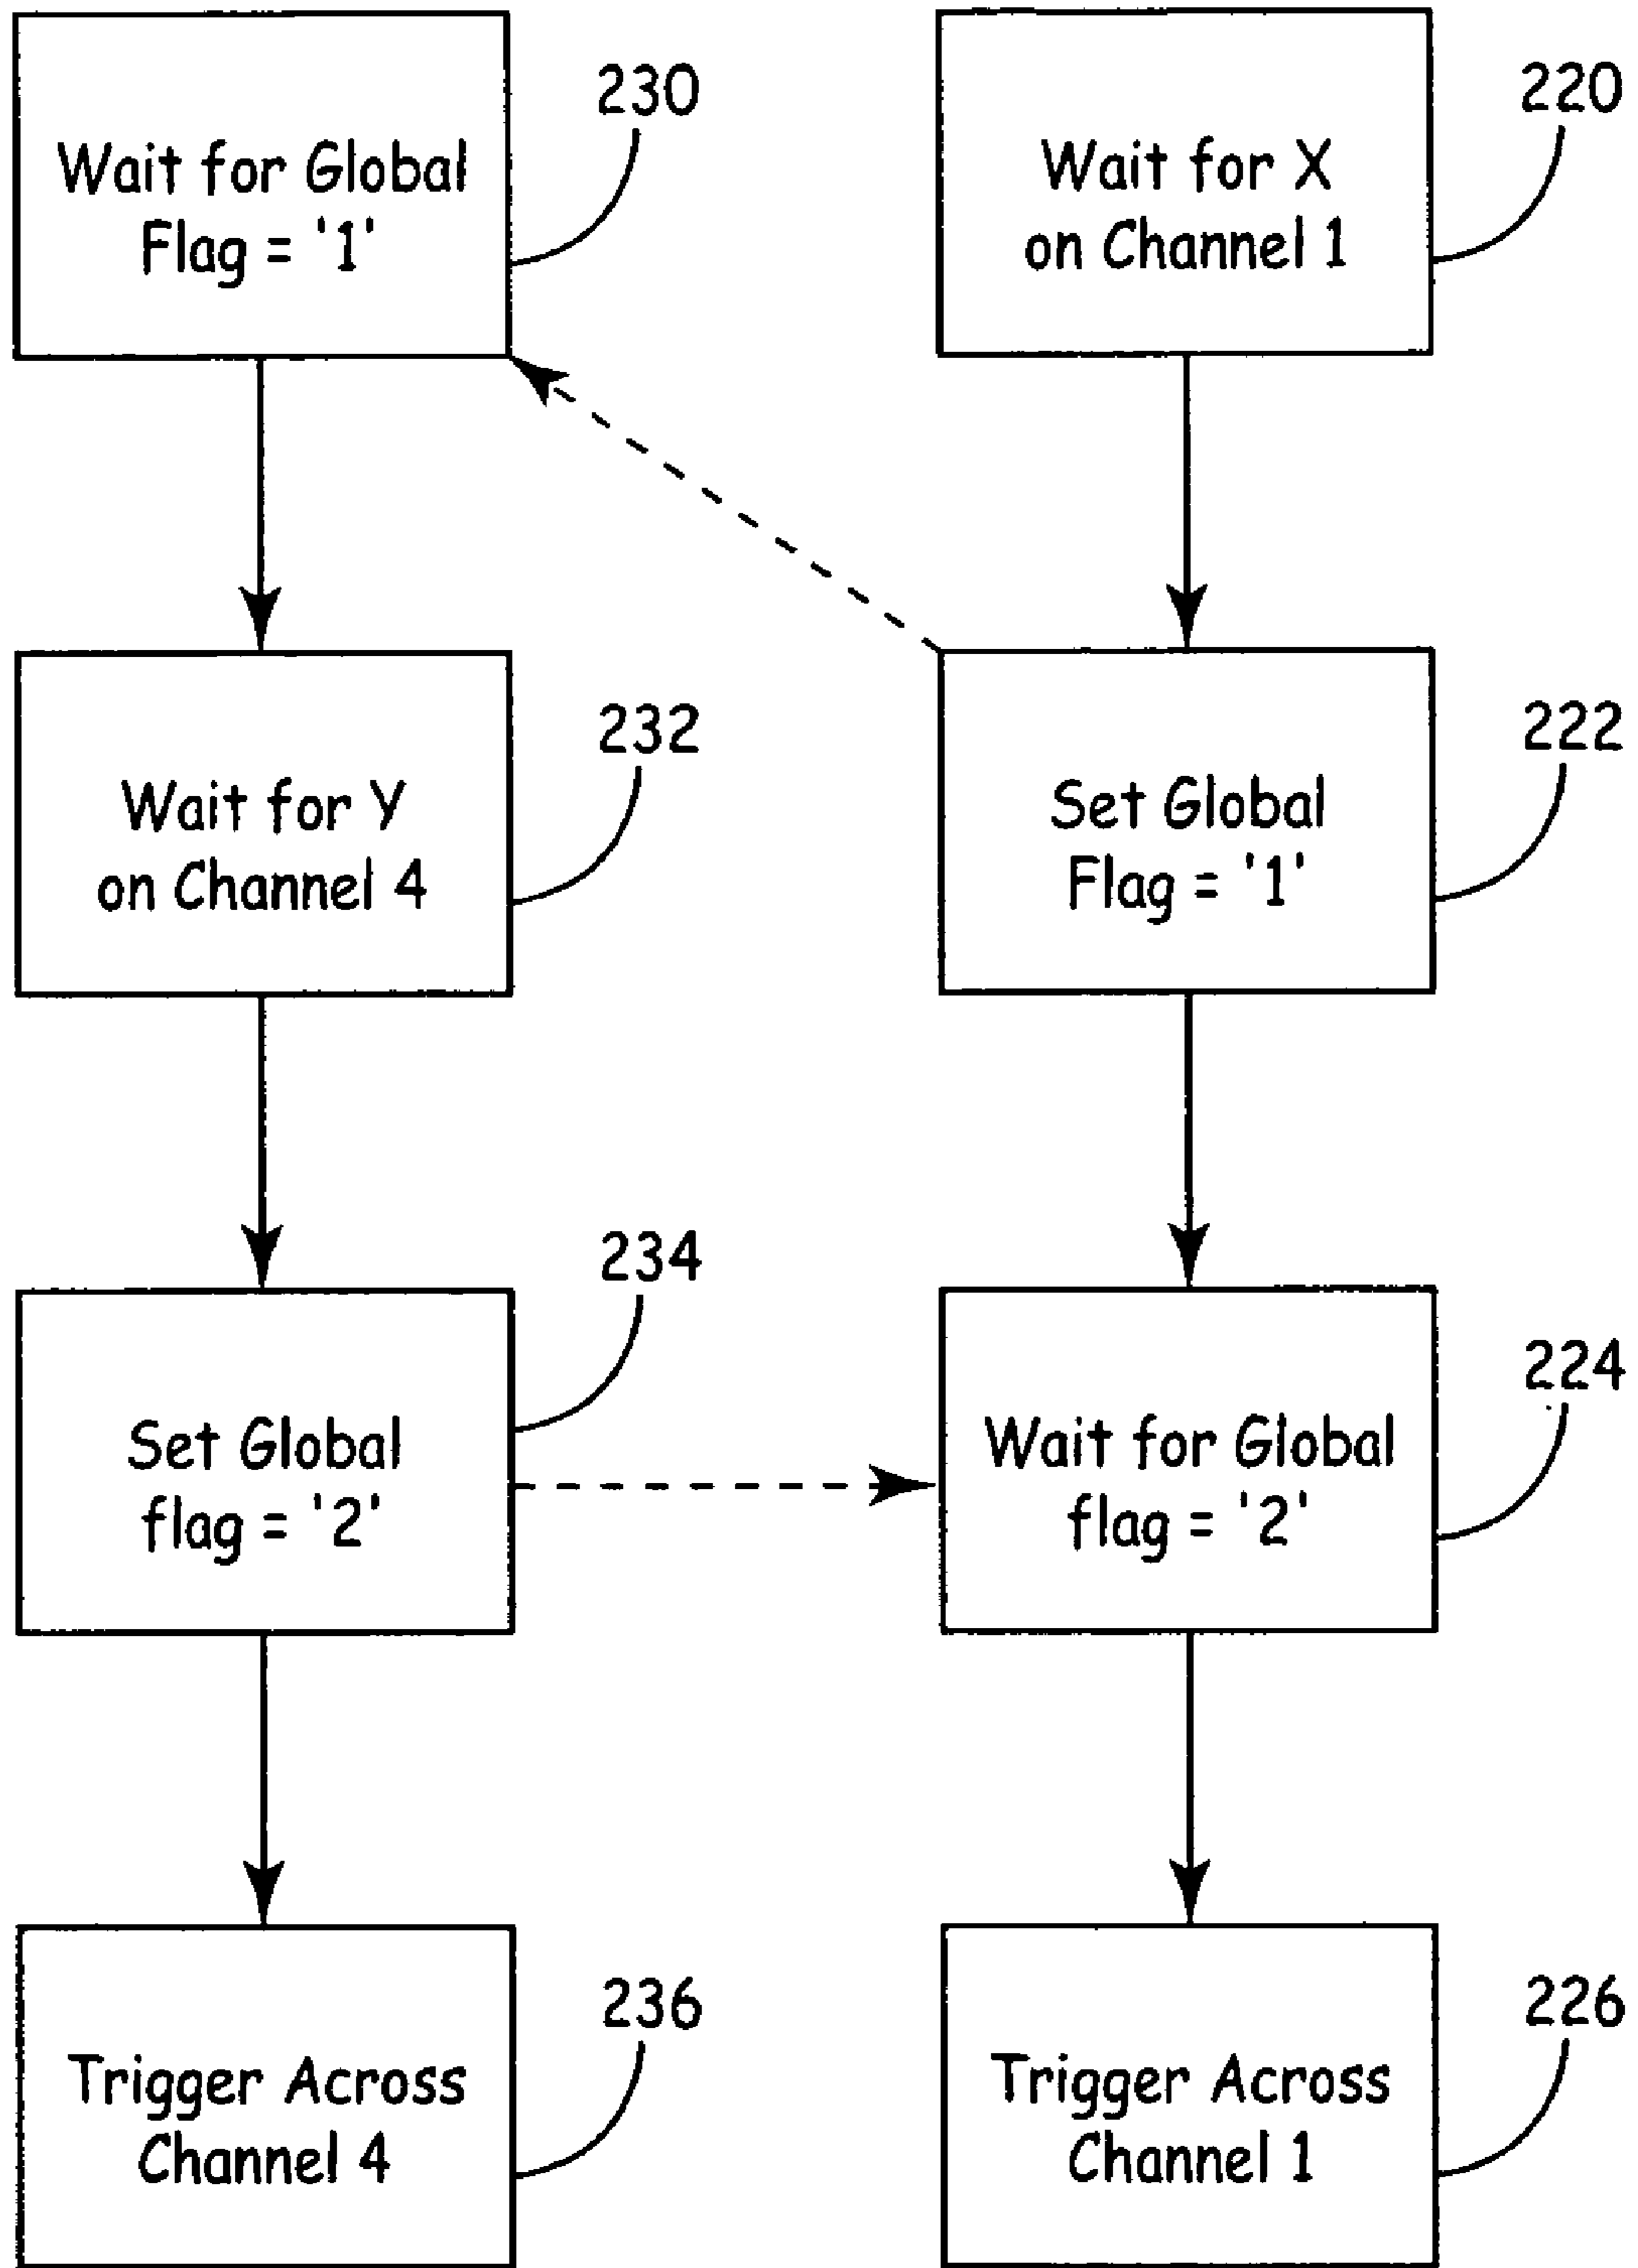 230
Wait for Global
Flag = '1'
220
Wait for X
on Channel 1
232
Wait for Y
on Channel 4
222
Set Global
Flag = '1'
234
Set Global
flag = '2'
224
Wait for Global
flag = '2'
236
Trigger Across
Channel 4
226
Trigger Across
Channel 1